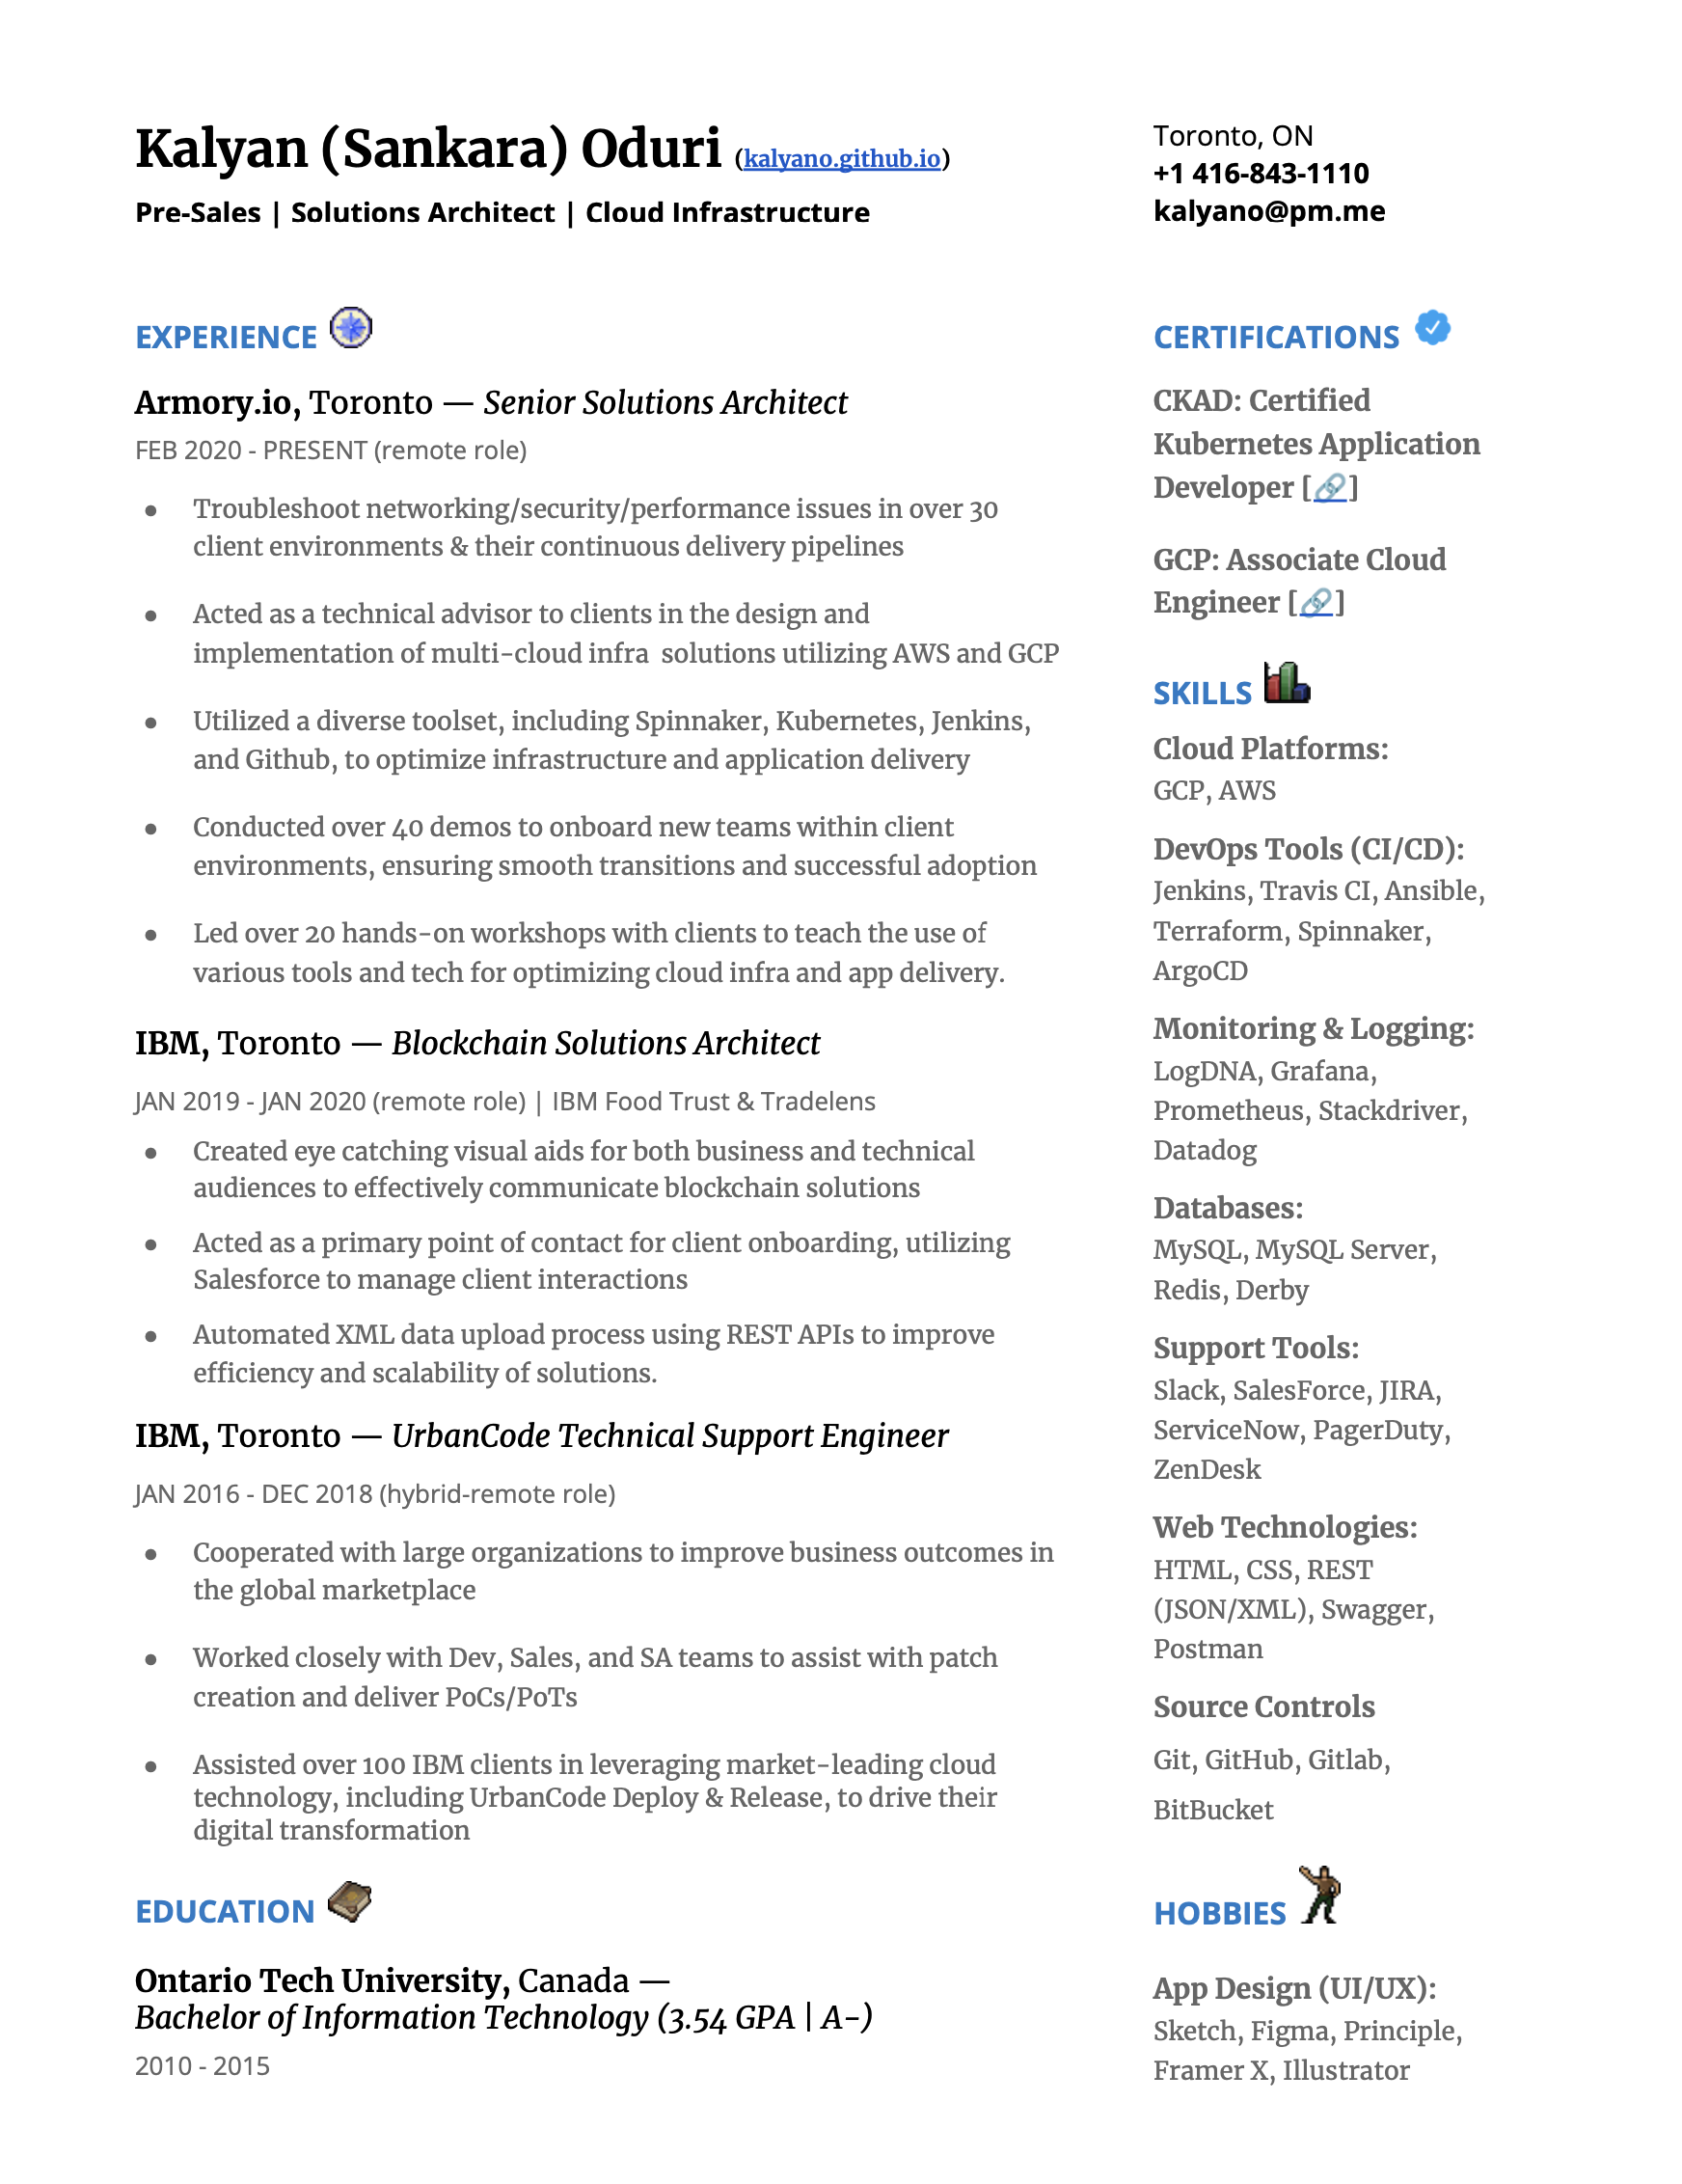 Kalyan (Sankara) Oduri (kalyano.github.io)
Pre-Sales | Solutions Architect | Cloud Infrastructure
Toronto, ON
+1 416-843-1110
kalyano@pm.me
EXPERIENCE
Armory.io, Toronto — Senior Solutions Architect
FEB 2020 - PRESENT (remote role)
● Troubleshoot networking/security/performance issues in over 30
client environments & their continuous delivery pipelines
● Acted as a technical advisor to clients in the design and
implementation of multi-cloud infra  solutions utilizing AWS and GCP
● Utilized a diverse toolset, including Spinnaker, Kubernetes, Jenkins,
and Github, to optimize infrastructure and application delivery
● Conducted over 40 demos to onboard new teams within client
environments, ensuring smooth transitions and successful adoption
● Led over 20 hands-on workshops with clients to teach the use of
various tools and tech for optimizing cloud infra and app delivery.
IBM, Toronto — Blockchain Solutions Architect
JAN 2019 - JAN 2020 (remote role) | IBM Food Trust & Tradelens
● Created eye catching visual aids for both business and technical
audiences to effectively communicate blockchain solutions
● Acted as a primary point of contact for client onboarding, utilizing
Salesforce to manage client interactions
● Automated XML data upload process using REST APIs to improve
efficiency and scalability of solutions.
IBM, Toronto — UrbanCode Technical Support Engineer
JAN 2016 - DEC 2018 (hybrid-remote role)
● Cooperated with large organizations to improve business outcomes in
the global marketplace
● Worked closely with Dev, Sales, and SA teams to assist with patch
creation and deliver PoCs/PoTs
● Assisted over 100 IBM clients in leveraging market-leading cloud
technology, including UrbanCode Deploy & Release, to drive their
digital transformation
EDUCATION
Ontario Tech University, Canada —
Bachelor of Information Technology (3.54 GPA | A-)
2010 - 2015
CERTIFICATIONS
CKAD: Certified
Kubernetes Application
Developer [🔗]
GCP: Associate Cloud
Engineer [🔗]
SKILLS
Cloud Platforms:
GCP, AWS
DevOps Tools (CI/CD):
Jenkins, Travis CI, Ansible,
Terraform, Spinnaker,
ArgoCD
Monitoring & Logging:
LogDNA, Grafana,
Prometheus, Stackdriver,
Datadog
Databases:
MySQL, MySQL Server,
Redis, Derby
Support Tools:
Slack, SalesForce, JIRA,
ServiceNow, PagerDuty,
ZenDesk
Web Technologies:
HTML, CSS, REST
(JSON/XML), Swagger,
Postman
Source Controls
Git, GitHub, Gitlab,
BitBucket
HOBBIES
App Design (UI/UX):
Sketch, Figma, Principle,
Framer X, Illustrator